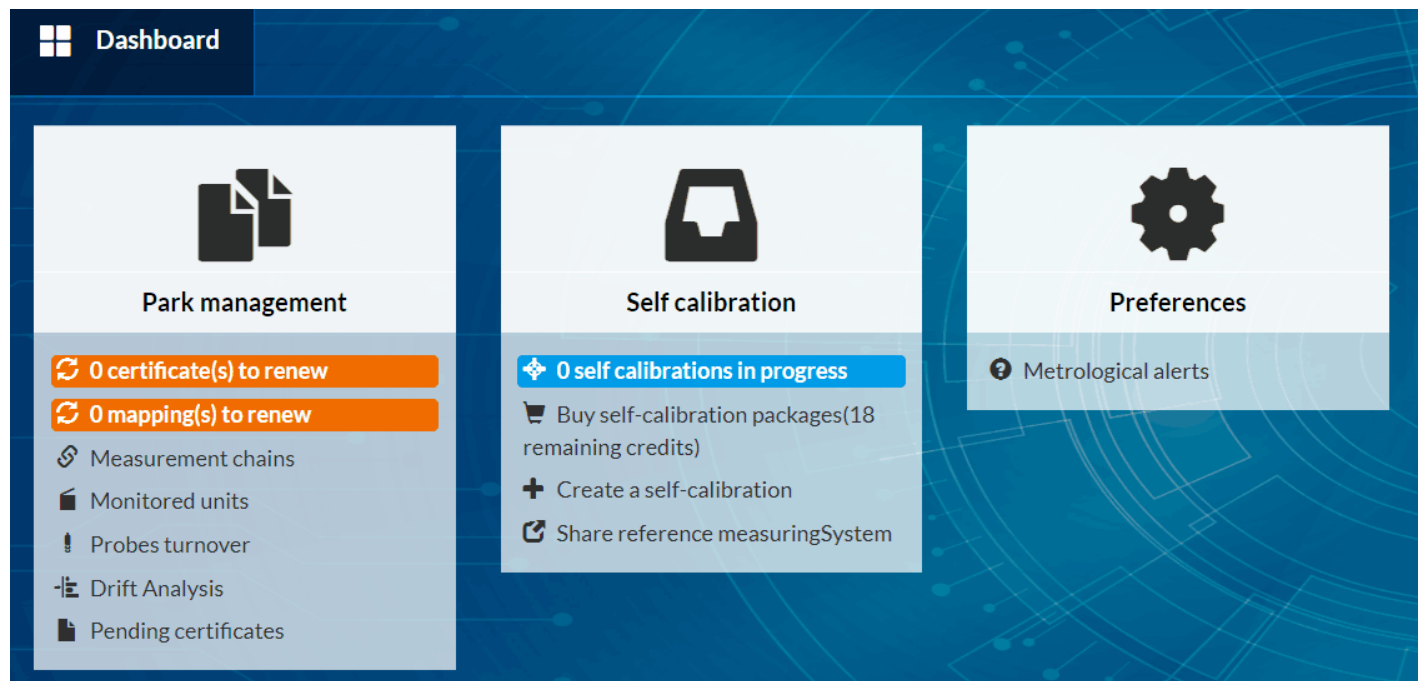 Dashboard
Park management
0 certificate(s) to renew
0 mapping(s) to renew
Measurement chains
Monitored units
Probes turnover
Drift Analysis
Pending certificates
Self calibration
0 self calibrations in progress
Buy self-calibration packages(18
remaining credits)
Create a self-calibration
Share reference measuringSystem
Preferences
Metrological alerts